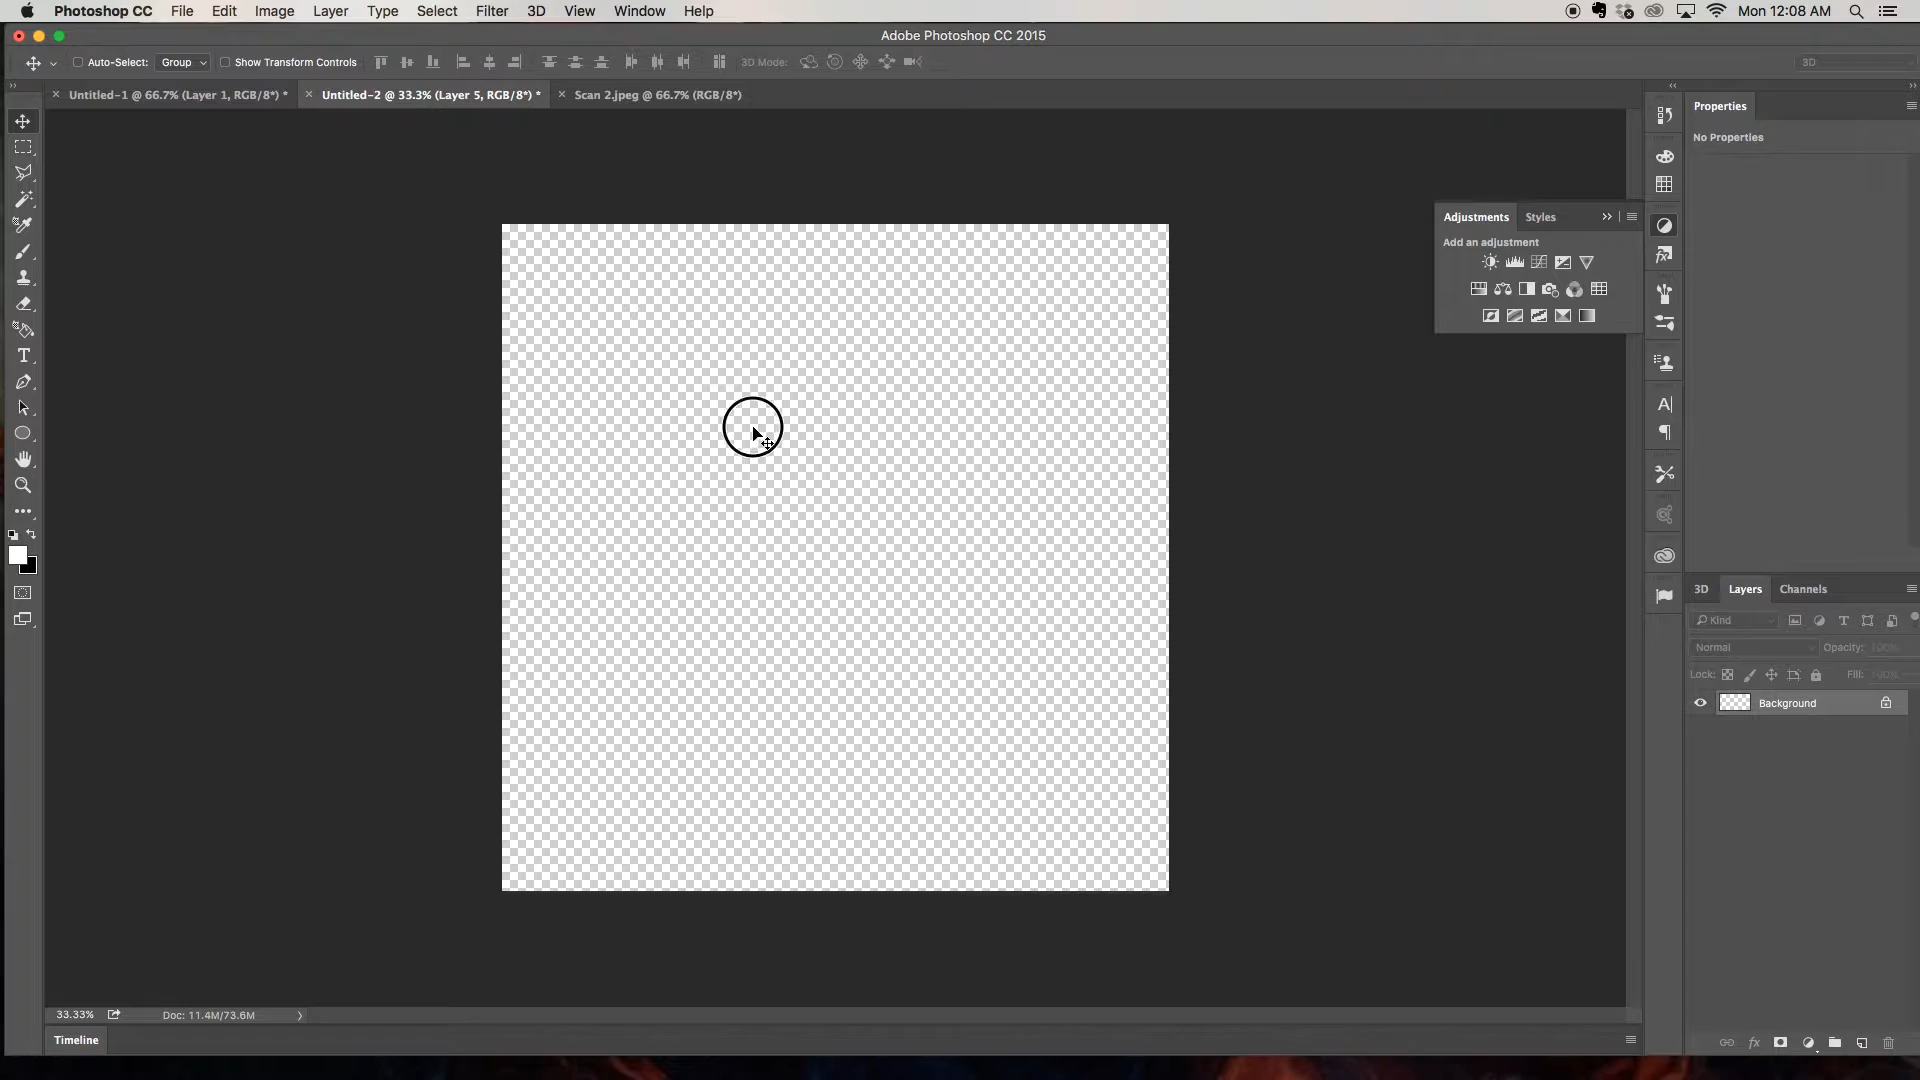 Photoshop CC File Edit Image Layer Type Select Filter 3D View Window Help Mon 12:08 AM
Adobe Photoshop CC 2015
Auto-Select: Group Show Transform Controls 3D Mode: 3D
Untitled-1 @ 66.7% (Layer 1, RGB/8*) * Untitled-2 @ 33.3% (Layer 5, RGB/8*) * Scan 2.jpeg @ 66.7% (RGB/8*)
Properties
No Properties
Adjustments Styles
Add an adjustment
3D Layers Channels
Kind
Normal Opacity: 100%
Lock: Fill: 100%
Background
33.33% Doc: 11.4M/73.6M
Timeline